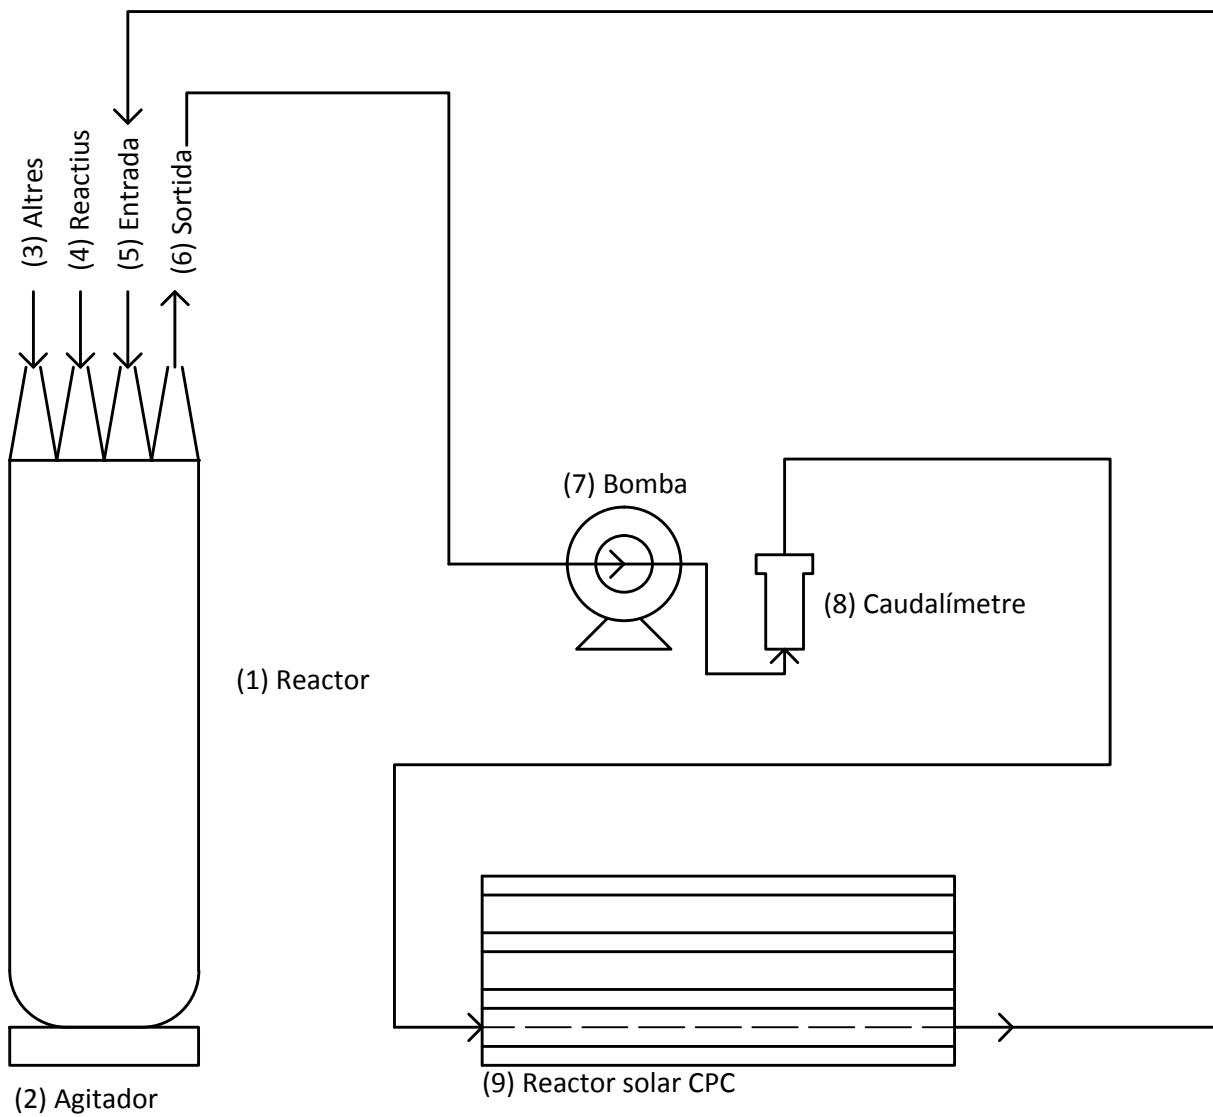 (3) Altres
(4) Reactius
(5) Entrada
(6) Sortida
(7) Bomba
(8) Caudalímetre
(1) Reactor
(9) Reactor solar CPC
(2) Agitador